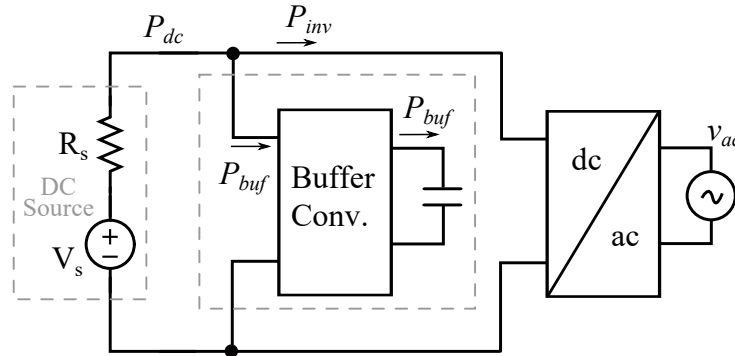 P_dc
P_inv
R_s
DC
Source
V_s
+
−
P_buf
Buffer
Conv.
P_buf
dc
ac
v_ac